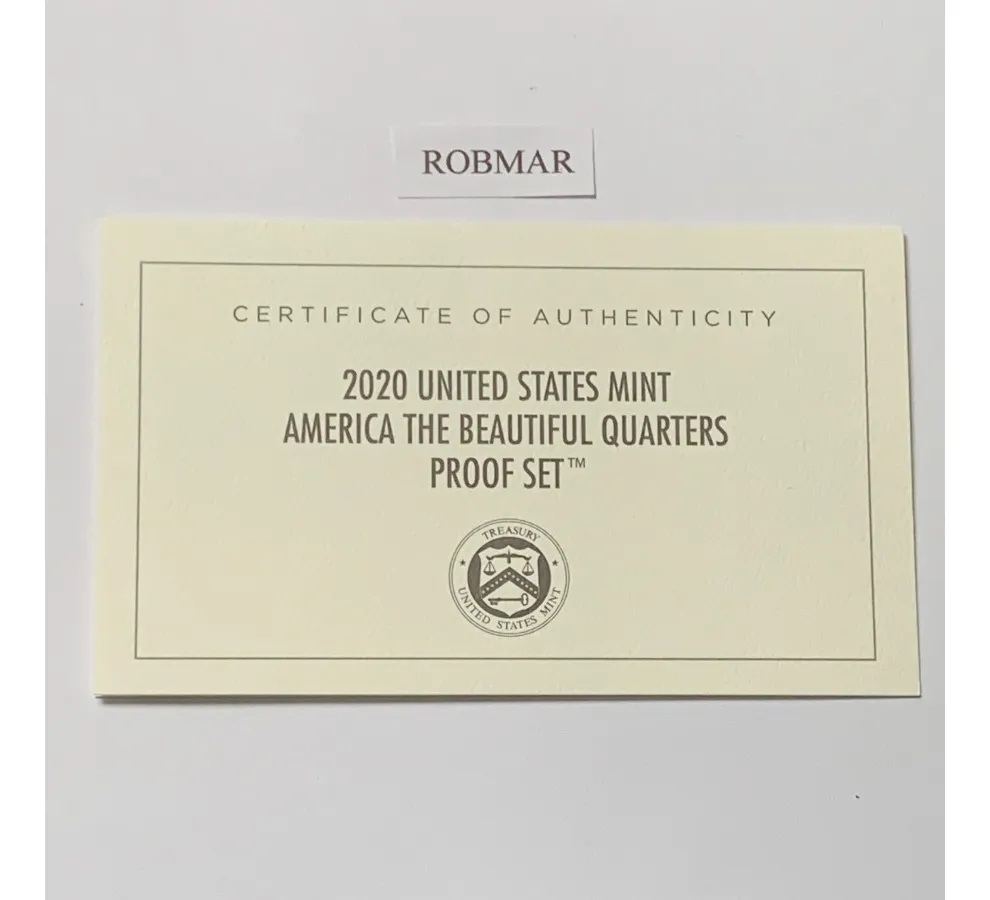 ROBMAR
CERTIFICATE OF AUTHENTICITY
2020 UNITED STATES MINT
AMERICA THE BEAUTIFUL QUARTERS
PROOF SET™
TREASURY
UNITED STATES MINT